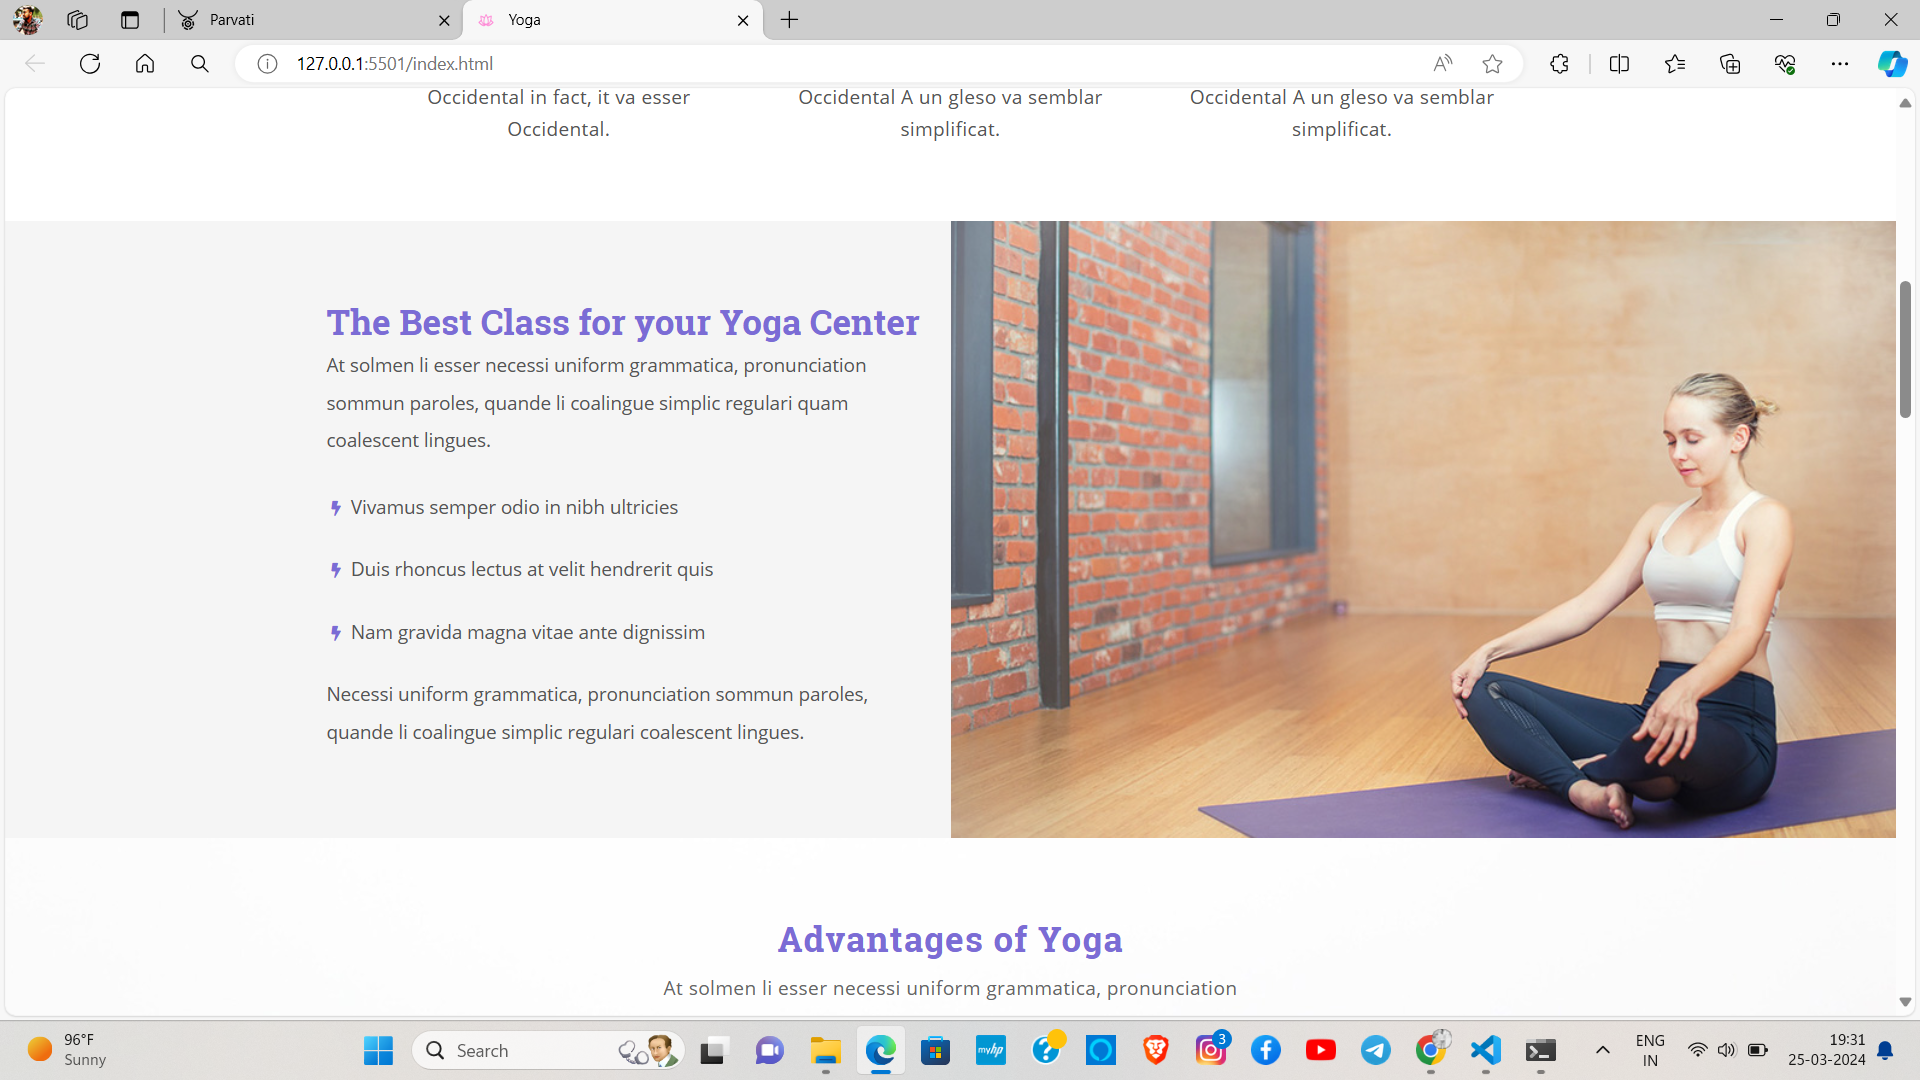 Parvati
Yoga
127.0.0.1:5501/index.html
Occidental in fact, it va esser
Occidental.
Occidental A un gleso va semblar
simplificat.
Occidental A un gleso va semblar
simplificat.
The Best Class for your Yoga Center
At solmen li esser necessi uniform grammatica, pronunciation
sommun paroles, quande li coalingue simplic regulari quam
coalescent lingues.
Vivamus semper odio in nibh ultricies
Duis rhoncus lectus at velit hendrerit quis
Nam gravida magna vitae ante dignissim
Necessi uniform grammatica, pronunciation sommun paroles,
quande li coalingue simplic regulari coalescent lingues.
Advantages of Yoga
At solmen li esser necessi uniform grammatica, pronunciation
96°F
Sunny
Search
myhp
3
ENG
IN
19:31
25-03-2024